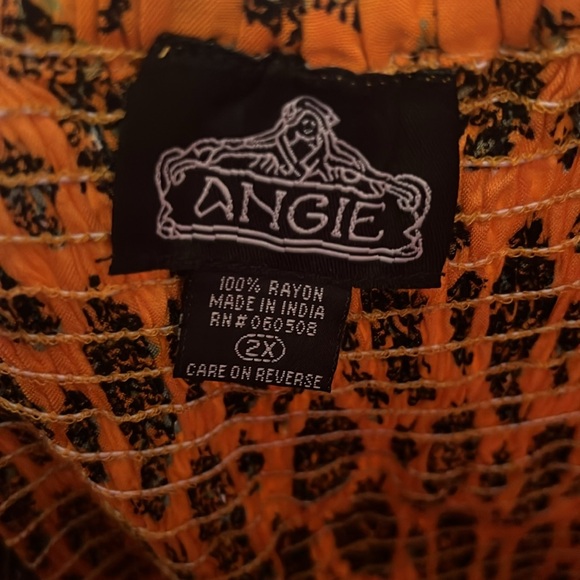 ANGIE
100% RAYON
MADE IN INDIA
RN# 060508
2X
CARE ON REVERSE